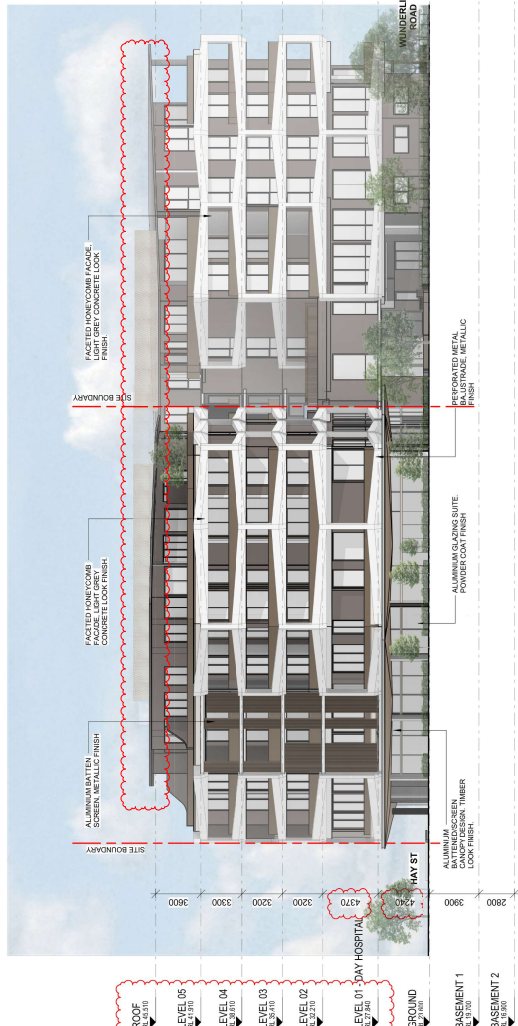 SITE BOUNDARY
ALUMINIUM BATTEN
SCREEN, METALLIC FINISH
FACETED HONEYCOMB
FACADE, LIGHT GREY
CONCRETE LOOK FINISH.
SITE BOUNDARY
FACETED HONEYCOMB FACADE,
LIGHT GREY CONCRETE LOOK
FINISH.
ROOF
RL 45.510
3600
LEVEL 05
RL 41.910
3300
LEVEL 04
RL 38.610
3200
LEVEL 03
RL 35.410
3200
LEVEL 02
RL 32.210
4370
LEVEL 01 - DAY HOSPITAL
RL 27.840
4240
GROUND
HAY ST
WUNDERLI
ROAD
3900
BASEMENT 1
RL 19.700
2800
BASEMENT 2
RL 16.900
ALUMINIUM
BATTENED/SCREEN
CANOPY DESIGN. TIMBER
LOOK FINISH.
ALUMINIUM GLAZING SUITE.
POWDER COAT FINISH
PERFORATED METAL
BALUSTRADE, METALLIC
FINISH